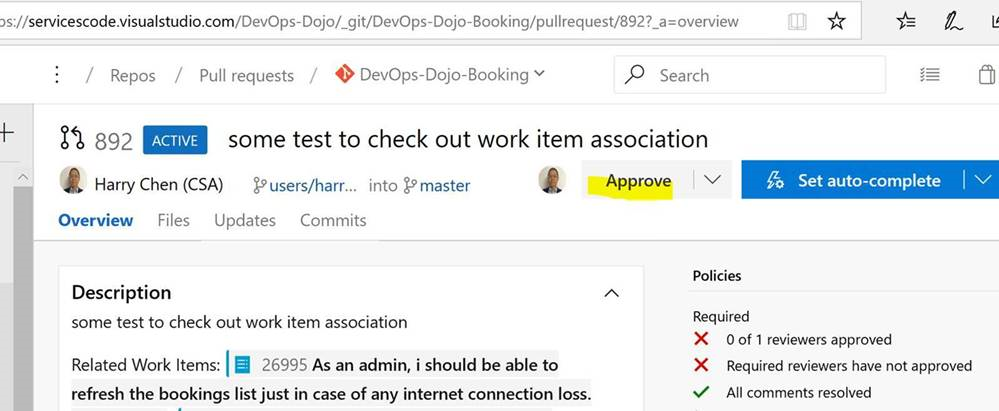 ps://servicescode.visualstudio.com/DevOps-Dojo/_git/DevOps-Dojo-Booking/pullrequest/892?_a=overview
/ Repos / Pull requests / DevOps-Dojo-Booking Search
892 ACTIVE some test to check out work item association
Harry Chen (CSA) users/harr... into master Approve Set auto-complete
Overview Files Updates Commits
Description
some test to check out work item association
Related Work Items: 26995 As an admin, i should be able to
refresh the bookings list just in case of any internet connection loss.
Policies
Required
0 of 1 reviewers approved
Required reviewers have not approved
All comments resolved